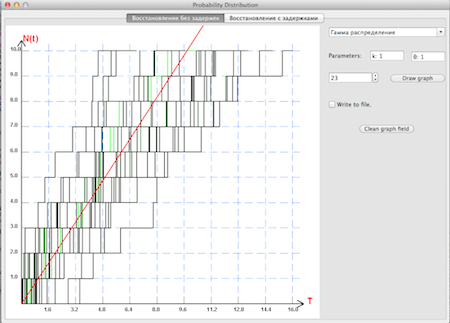 Probability Distribution
Восстановление без задержек
Восстановление с задержками
N(t)
10.0
9.0
8.0
7.0
6.0
5.0
4.0
3.0
2.0
1.0
1.6
3.2
4.8
6.4
8.0
9.6
11.2
12.8
14.4
16.0
T
Гамма распределение
Parameters:
k: 1
θ: 1
23
Draw graph
Write to file.
Clean graph field